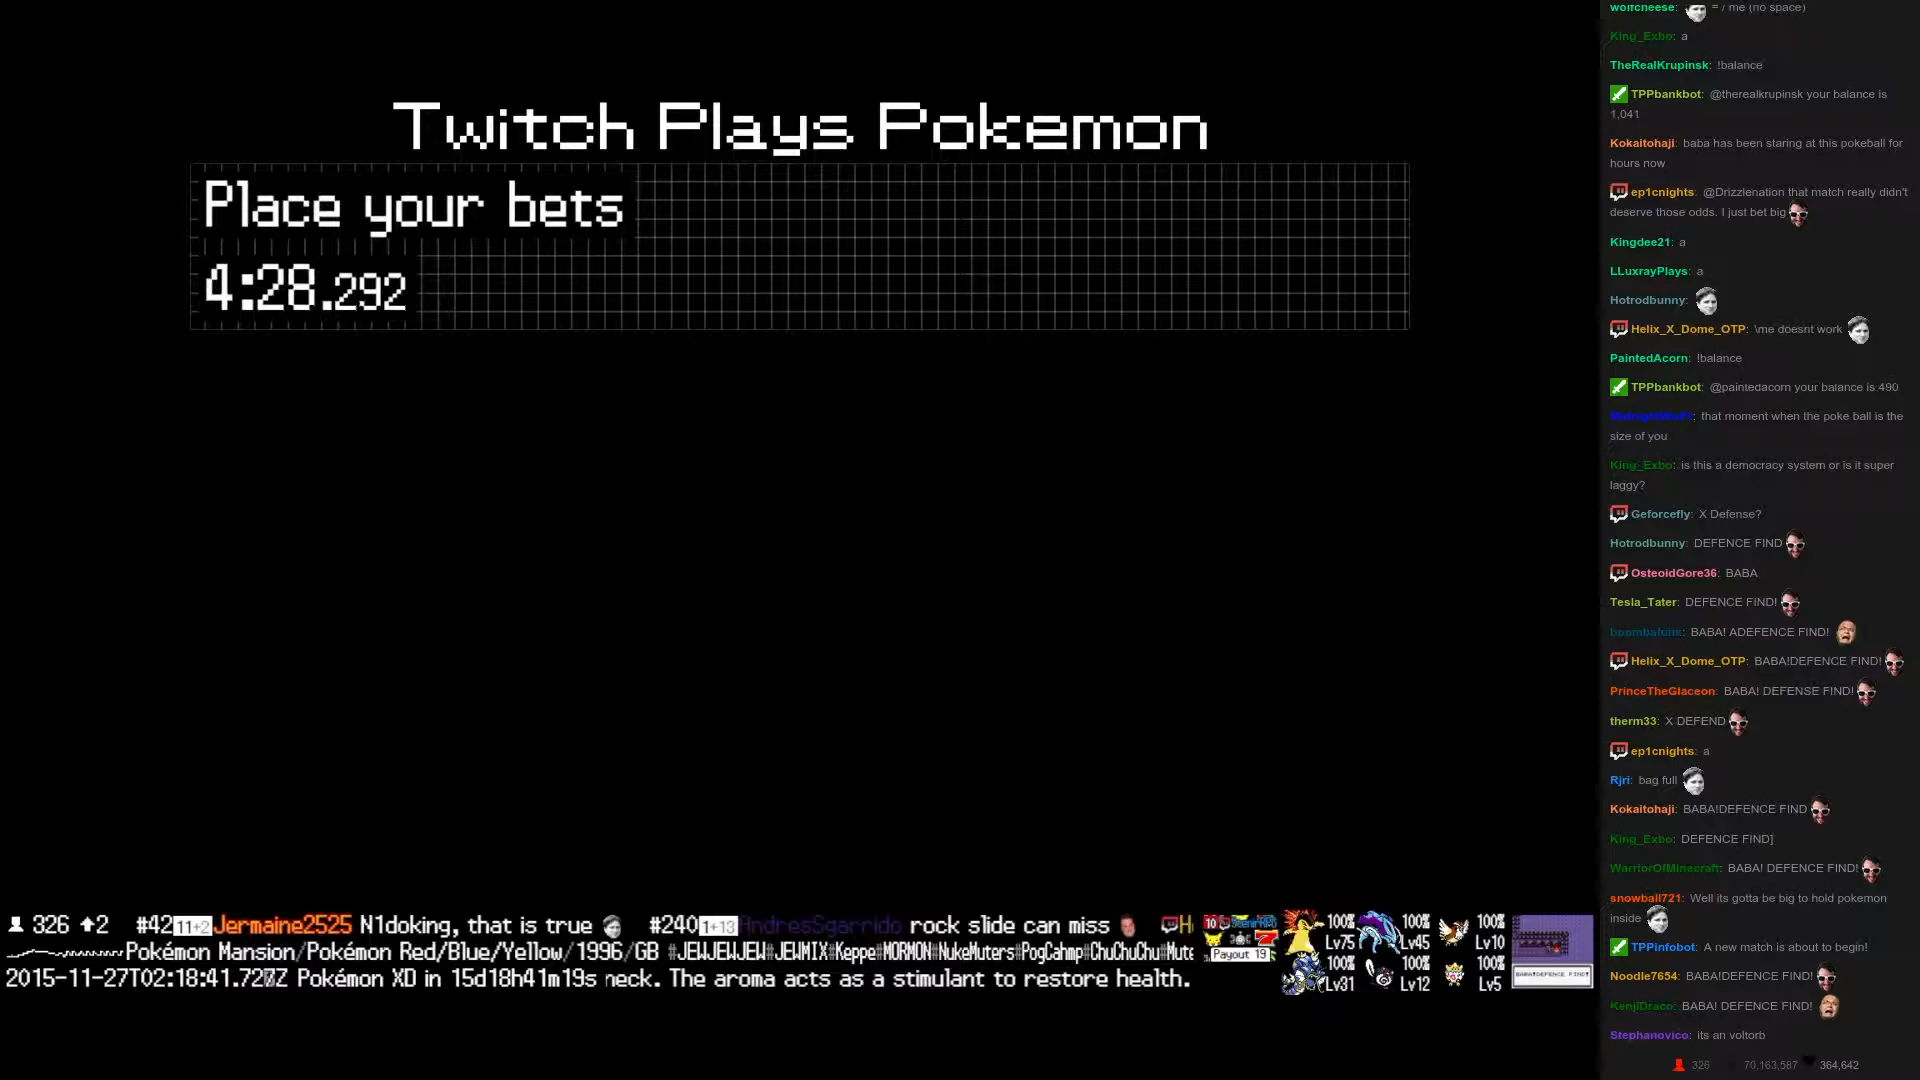 Twitch Plays Pokemon
Place your bets
4:28.292
326 2 #42 11+2 Jermaine2525 N1doking, that is true #240 1+13 AndresSgarrido rock slide can miss H
Pokémon Mansion/Pokémon Red/Blue/Yellow/1996/GB #JEWJEWJEW#JEWMIX#Keppe#MORMON#NukeMuters#PogCahmp#ChuChuChu#Mute
Pokémon XD in 15d18h41m19s neck. The aroma acts as a stimulant to restore health.
10
Payout 19
100% Lv75 100% Lv45 100% Lv10
100% Lv31 100% Lv12 100% Lv5
BABA!DEFENCE FIND!
wolfcheese: = / me (no space)
King_Exbo: a
TheRealKrupinsk: !balance
TPPbankbot: @therealkrupinsk your balance is
1,041
Kokaitohaji: baba has been staring at this pokeball for
hours now
ep1cnights: @Drizzlenation that match really didn't
deserve those odds. I just bet big
Kingdee21: a
LLuxrayPlays: a
Hotrodbunny:
Helix_X_Dome_OTP: \me doesnt work
PaintedAcorn: !balance
TPPbankbot: @paintedacorn your balance is 490
that moment when the poke ball is the
size of you
King_Exbo: is this a democracy system or is it super
laggy?
Geforcefly: X Defense?
Hotrodbunny: DEFENCE FIND
OsteoidGore36: BABA
Tesla_Tater: DEFENCE FIND!
BABA! ADEFENCE FIND!
Helix_X_Dome_OTP: BABA!DEFENCE FIND!
PrinceTheGlaceon: BABA! DEFENSE FIND!
therm33: X DEFEND
ep1cnights: a
Rjri: bag full
Kokaitohaji: BABA!DEFENCE FIND
King_Exbo: DEFENCE FIND]
WarriorOfMinecraft: BABA! DEFENCE FIND!
snowball721: Well its gotta be big to hold pokemon
inside
TPPinfobot: A new match is about to begin!
Noodle7654: BABA!DEFENCE FIND!
KenjiDraco: BABA! DEFENCE FIND!
Stephanovico: its an voltorb
326 70,163,587 364,642